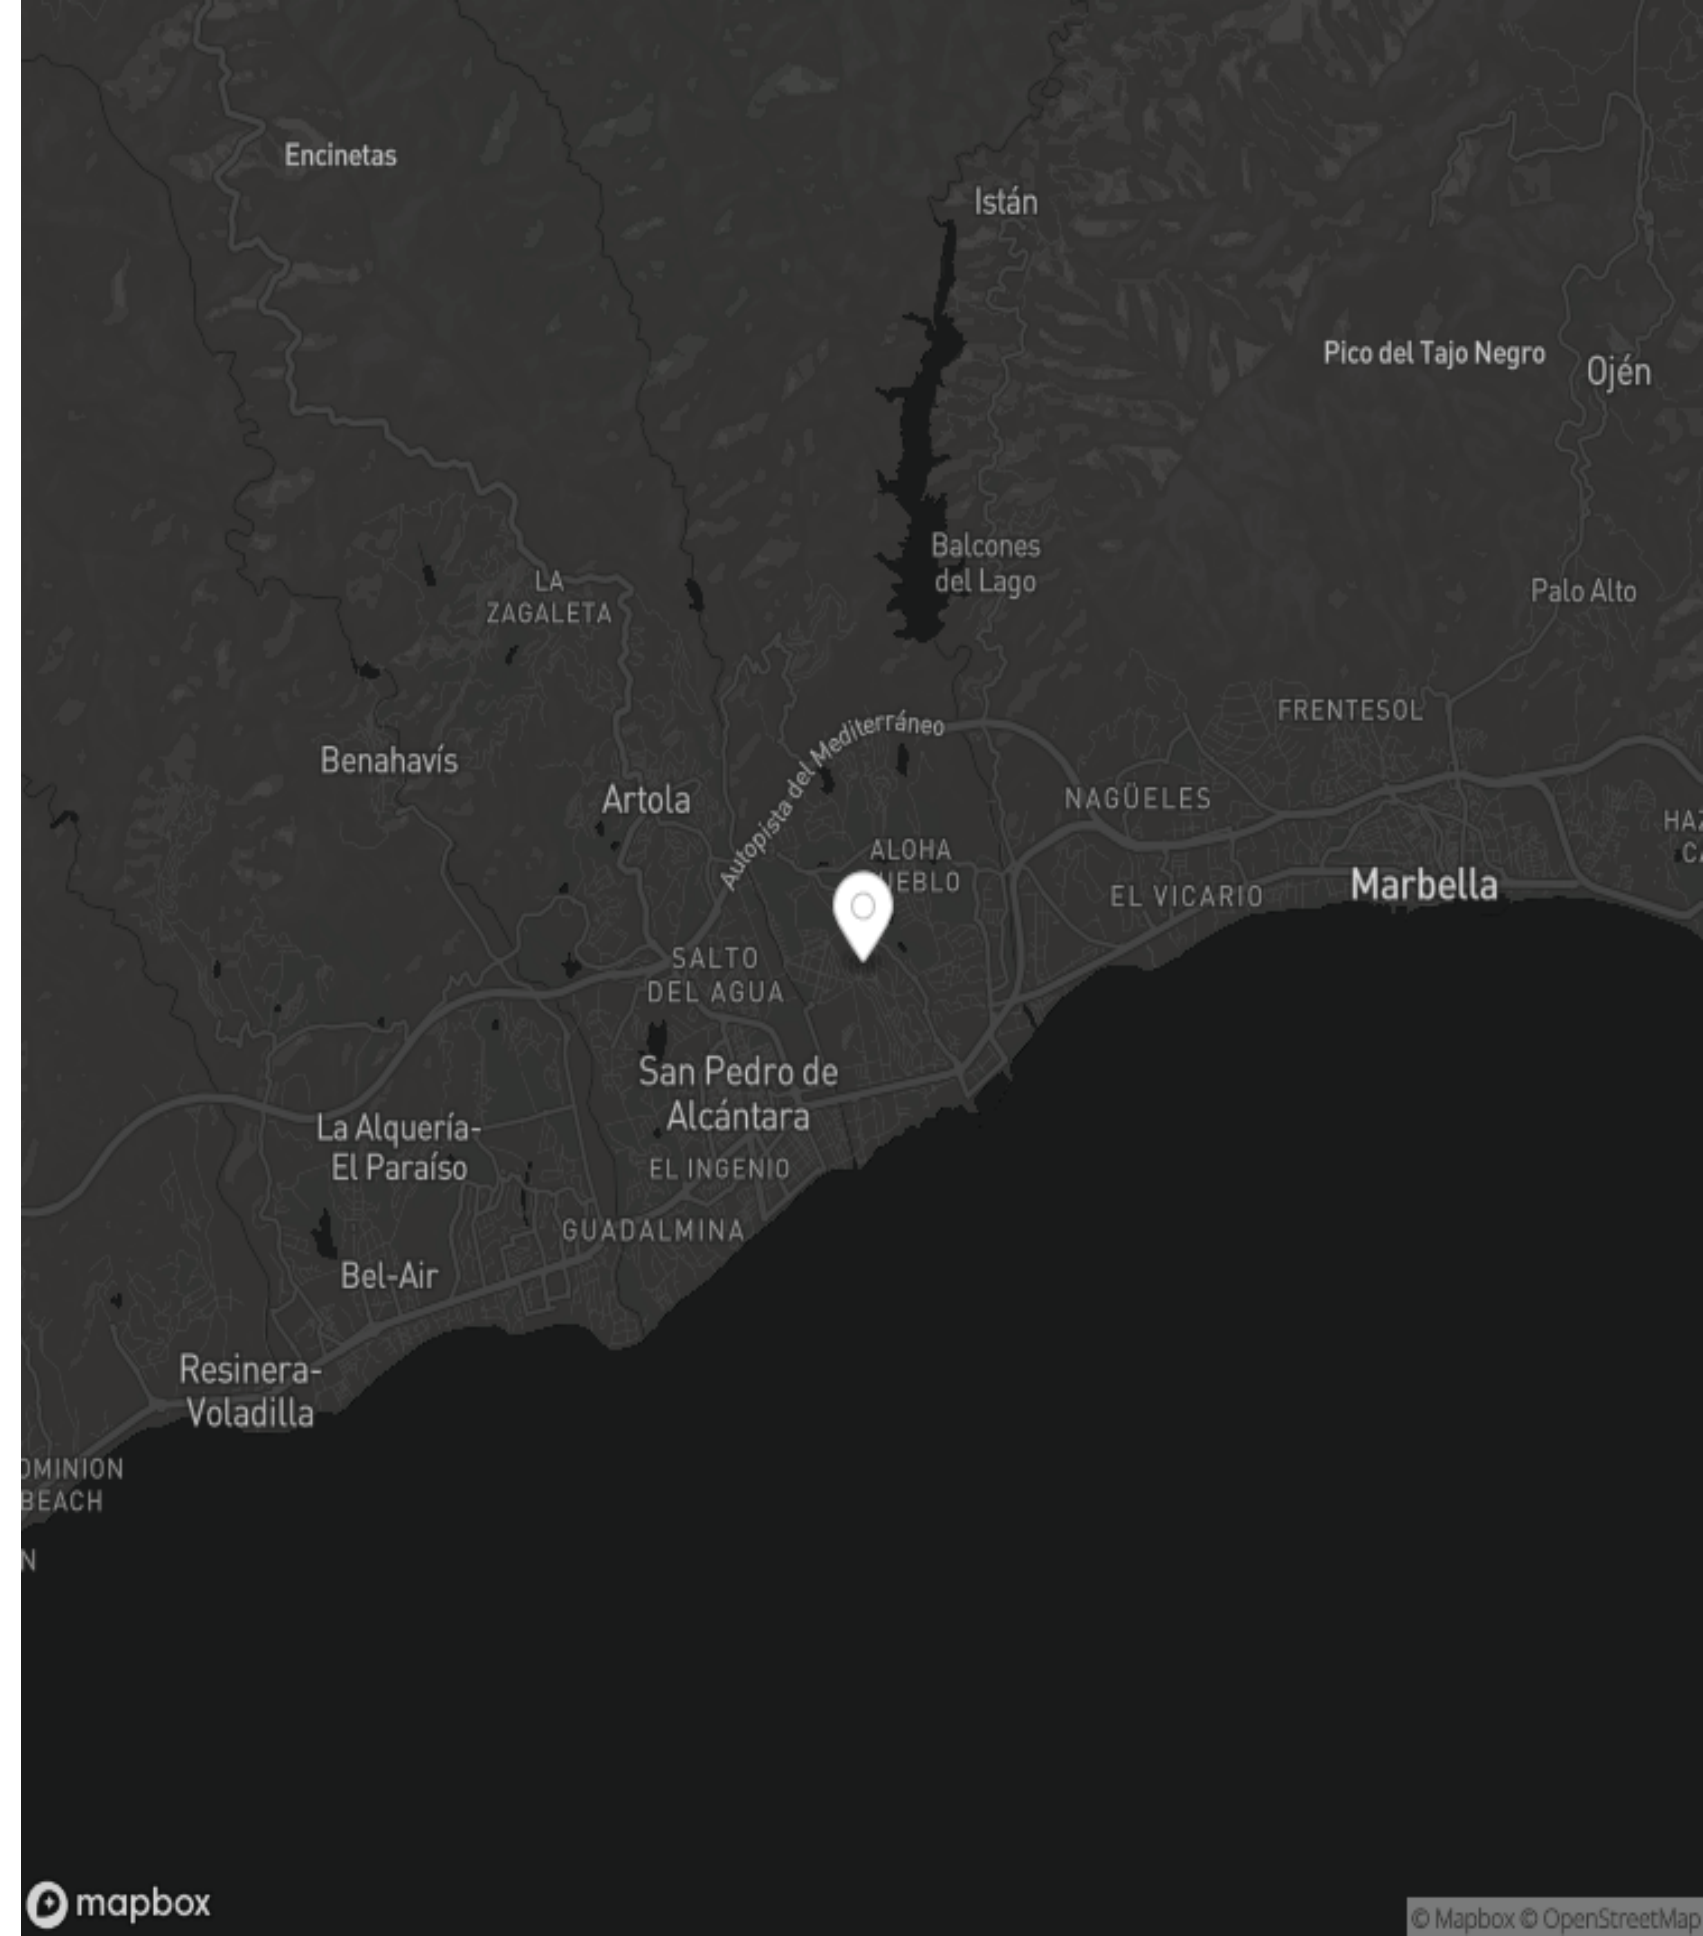 Encinetas
Istán
Pico del Tajo Negro
Ojén
Balcones
del Lago
LA
ZAGALETA
Palo Alto
FRENTESOL
Autopista del Mediterráneo
Benahavís
Artola
NAGÜELES
ALOHA
Marbella
EL VICARIO
SALTO
DEL AGUA
San Pedro de
Alcántara
La Alquería-
El Paraíso
EL INGENIO
GUADALMINA
Bel-Air
Resinera-
Voladilla
OMINION
BEACH
N
mapbox
© Mapbox © OpenStreetMap